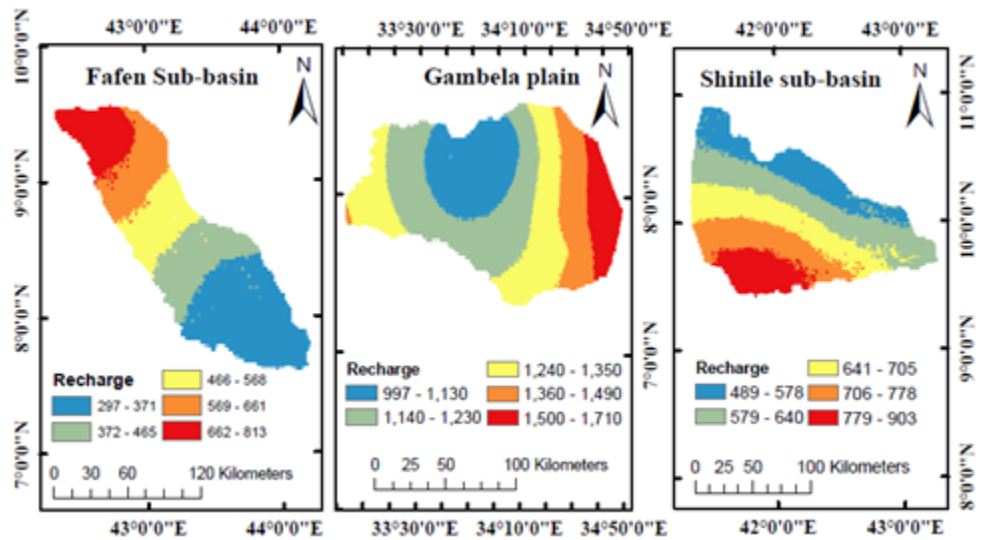 43°0'0"E 44°0'0"E
10°0'0"N
9°0'0"N
8°0'0"N
7°0'0"N
Fafen Sub-basin
N
Recharge
297 - 371
372 - 465
466 - 568
569 - 661
662 - 813
0 30 60 120 Kilometers
43°0'0"E 44°0'0"E
33°30'0"E 34°10'0"E 34°50'0"E
Gambela plain
N
8°0'0"N
7°0'0"N
Recharge
997 - 1,130
1,140 - 1,230
1,240 - 1,350
1,360 - 1,490
1,500 - 1,710
0 25 50 100 Kilometers
33°30'0"E 34°10'0"E 34°50'0"E
42°0'0"E 43°0'0"E
Shinile sub-basin
N
11°0'0"N
10°0'0"N
9°0'0"N
8°0'0"N
Recharge
489 - 578
579 - 640
641 - 705
706 - 778
779 - 903
0 25 50 100 Kilometers
42°0'0"E 43°0'0"E